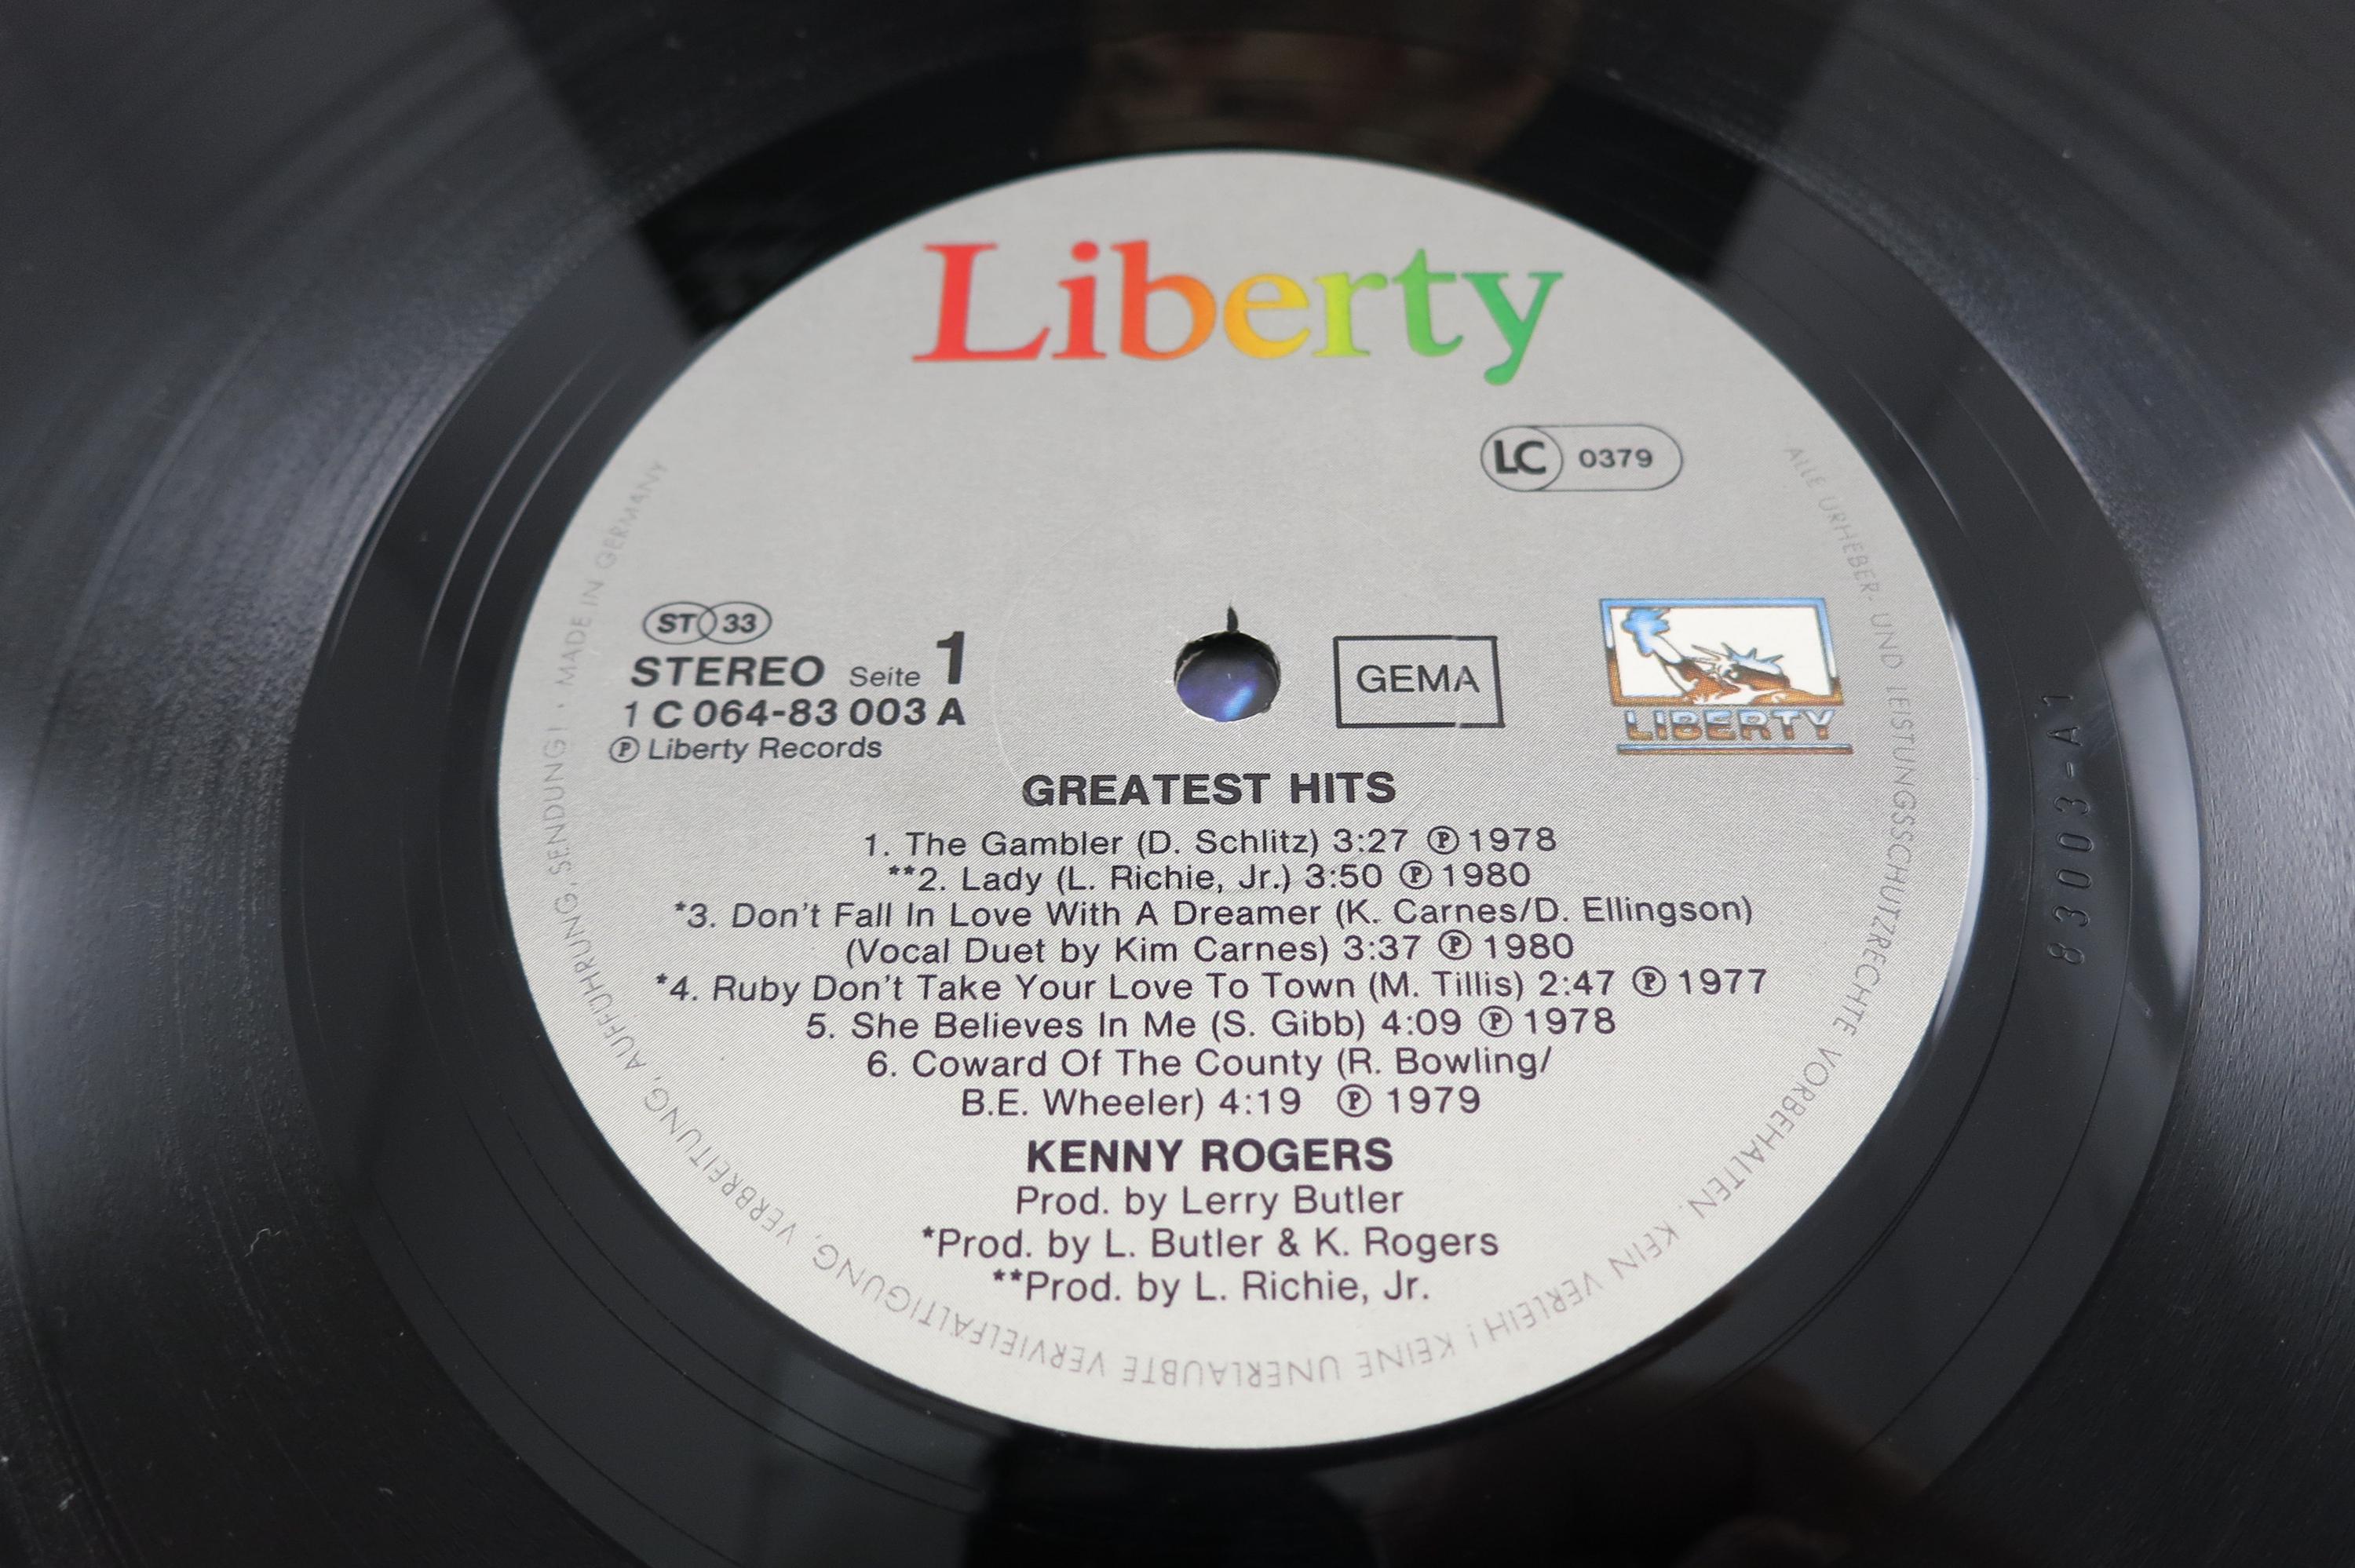 Liberty
LC 0379
ST 33
STEREO Seite 1
1 C 064-83 003 A
℗ Liberty Records
GEMA
LIBERTY
GREATEST HITS
1. The Gambler (D. Schlitz) 3:27 ℗ 1978
**2. Lady (L. Richie, Jr.) 3:50 ℗ 1980
*3. Don't Fall In Love With A Dreamer (K. Carnes/D. Ellingson)
(Vocal Duet by Kim Carnes) 3:37 ℗ 1980
*4. Ruby Don't Take Your Love To Town (M. Tillis) 2:47 ℗ 1977
5. She Believes In Me (S. Gibb) 4:09 ℗ 1978
6. Coward Of The County (R. Bowling/
B.E. Wheeler) 4:19 ℗ 1979
KENNY ROGERS
Prod. by Lerry Butler
*Prod. by L. Butler & K. Rogers
**Prod. by L. Richie, Jr.
ALLE URHEBER- UND LEISTUNGSSCHUTZRECHTE VORBEHALTEN. KEIN VERLEIH! KEINE UNERLAUBTE VERVIELFÄLTIGUNG, VERBREITUNG, AUFFÜHRUNG, SENDUNG! · MADE IN GERMANY
83003-A1